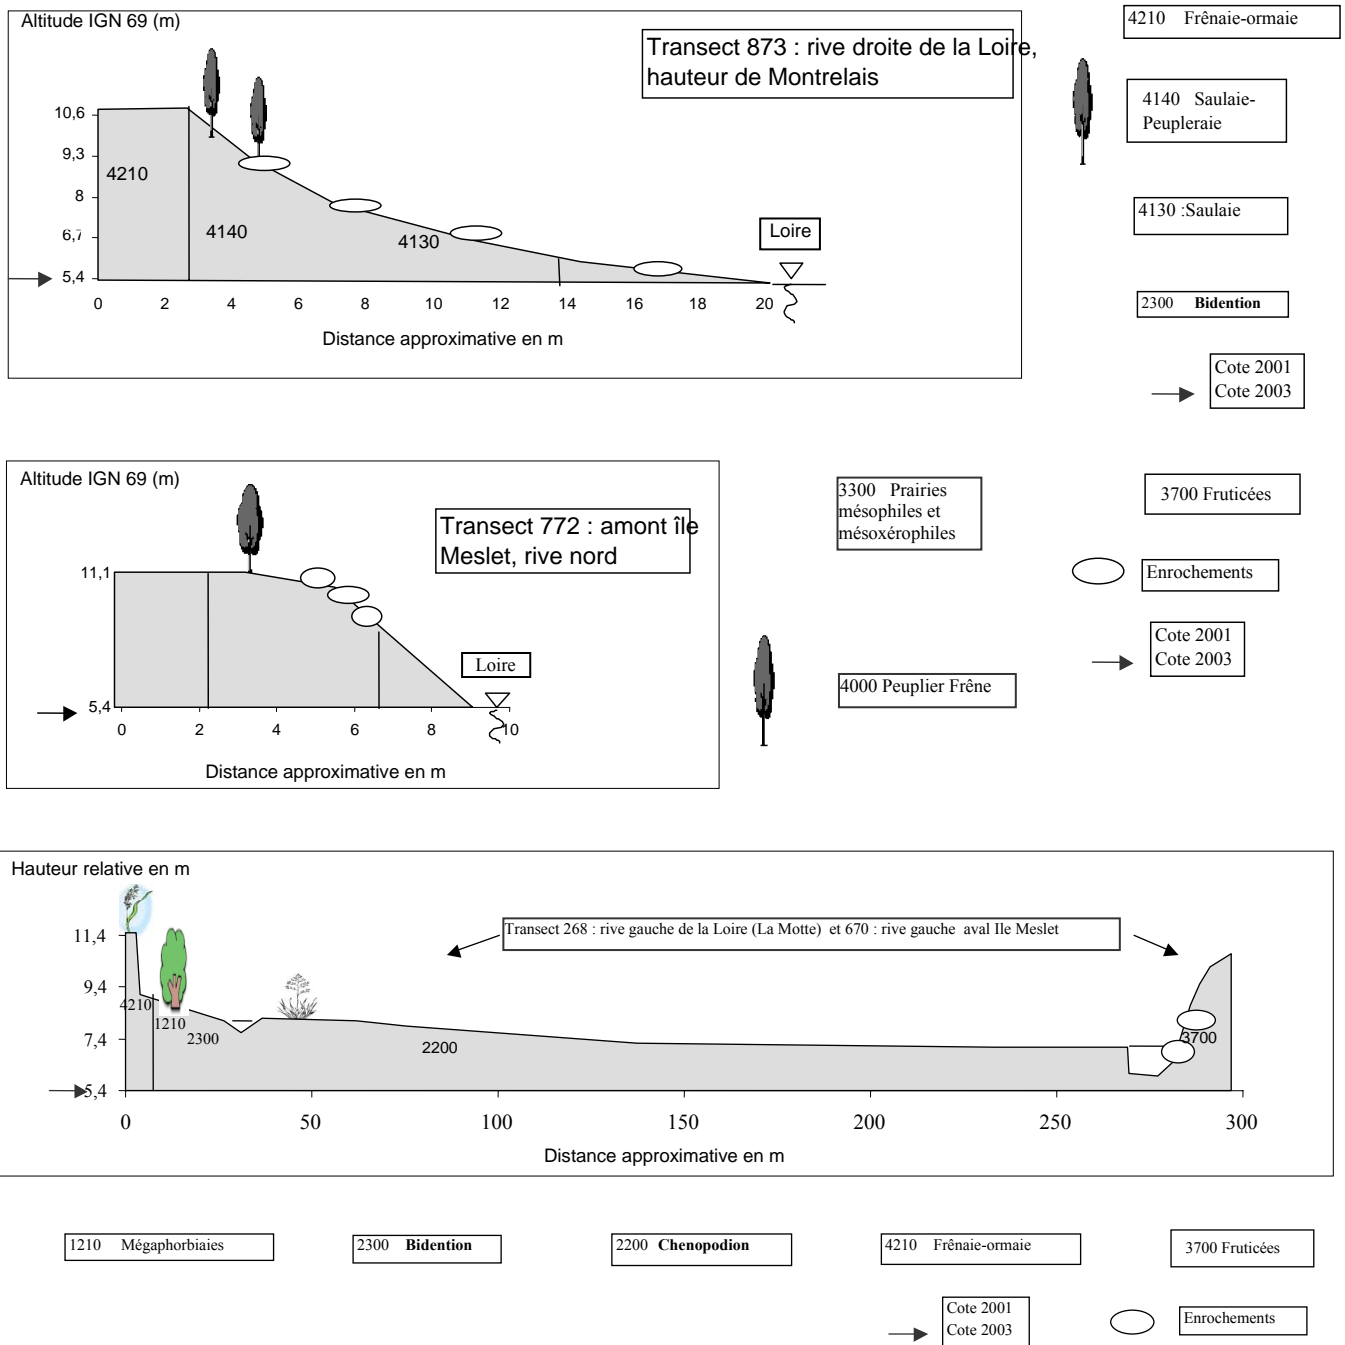 Altitude IGN 69 (m)
Transect 873 : rive droite de la Loire,
hauteur de Montrelais
10,6
9,3
8
6,7
5,4
4210
4140
4130
Loire
0 2 4 6 8 10 12 14 16 18 20
Distance approximative en m
4210 Frênaie-ormaie
4140 Saulaie-
Peupleraie
4130 :Saulaie
2300 Bidention
Cote 2001
Cote 2003
Altitude IGN 69 (m)
Transect 772 : amont île
Meslet, rive nord
11,1
5,4
Loire
0 2 4 6 8 10
Distance approximative en m
3300 Prairies
mésophiles et
mésoxérophiles
3700 Fruticées
Enrochements
Cote 2001
Cote 2003
4000 Peuplier Frêne
Hauteur relative en m
Transect 268 : rive gauche de la Loire (La Motte) et 670 : rive gauche aval Ile Meslet
11,4
9,4
7,4
5,4
4210
1210
2300
2200
3700
0 50 100 150 200 250 300
Distance approximative en m
1210 Mégaphorbiaies
2300 Bidention
2200 Chenopodion
4210 Frênaie-ormaie
3700 Fruticées
Cote 2001
Cote 2003
Enrochements